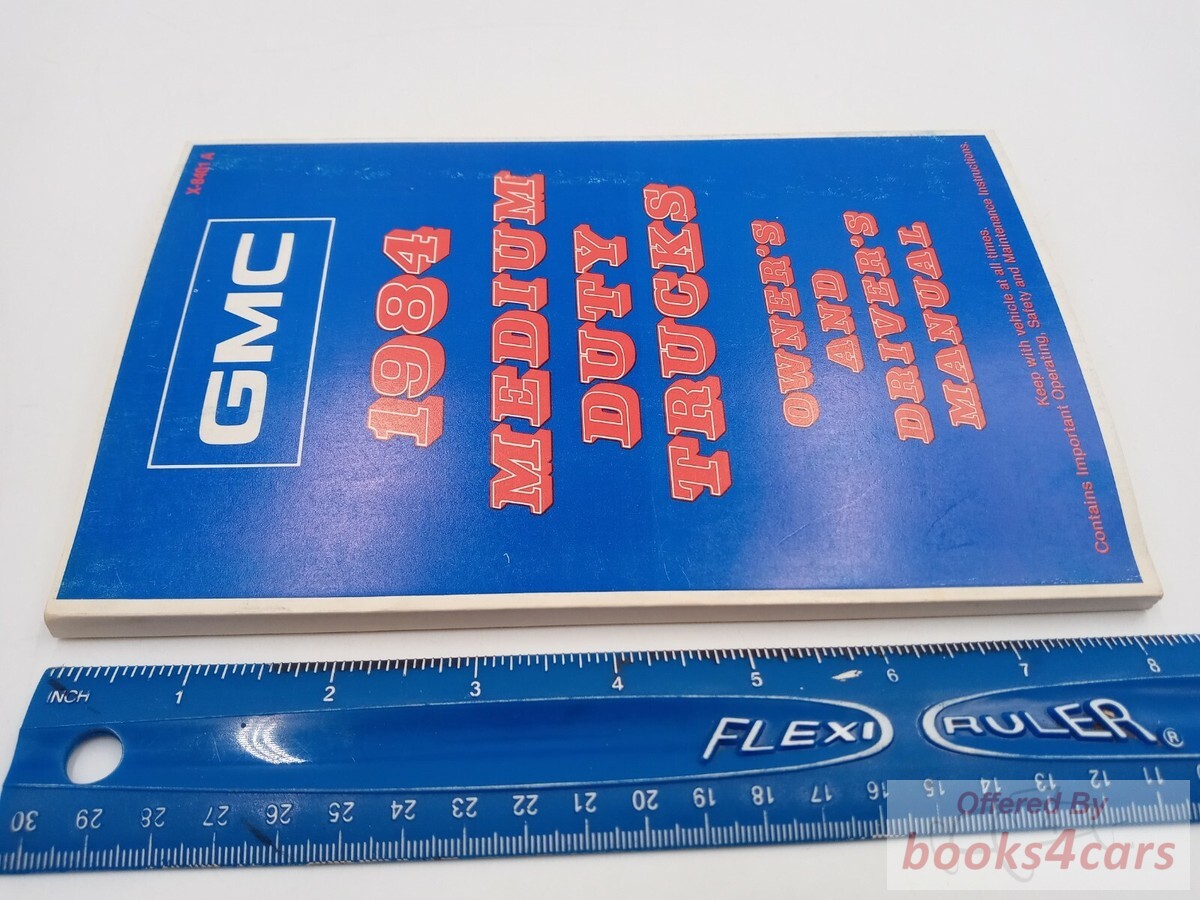 X-8401 A
GMC
1984
MEDIUM
DUTY
TRUCKS
OWNER'S
AND
DRIVER'S
MANUAL
Keep with vehicle at all times.
Contains Important Operating, Safety and Maintenance Instructions.
INCH 1 2 3 4 5 6 7 8
FLEXI RULER®
30 29 28 27 26 25 24 23 22 21 20 19 18 17 16 15 14 13 12 11
Offered By
books4cars